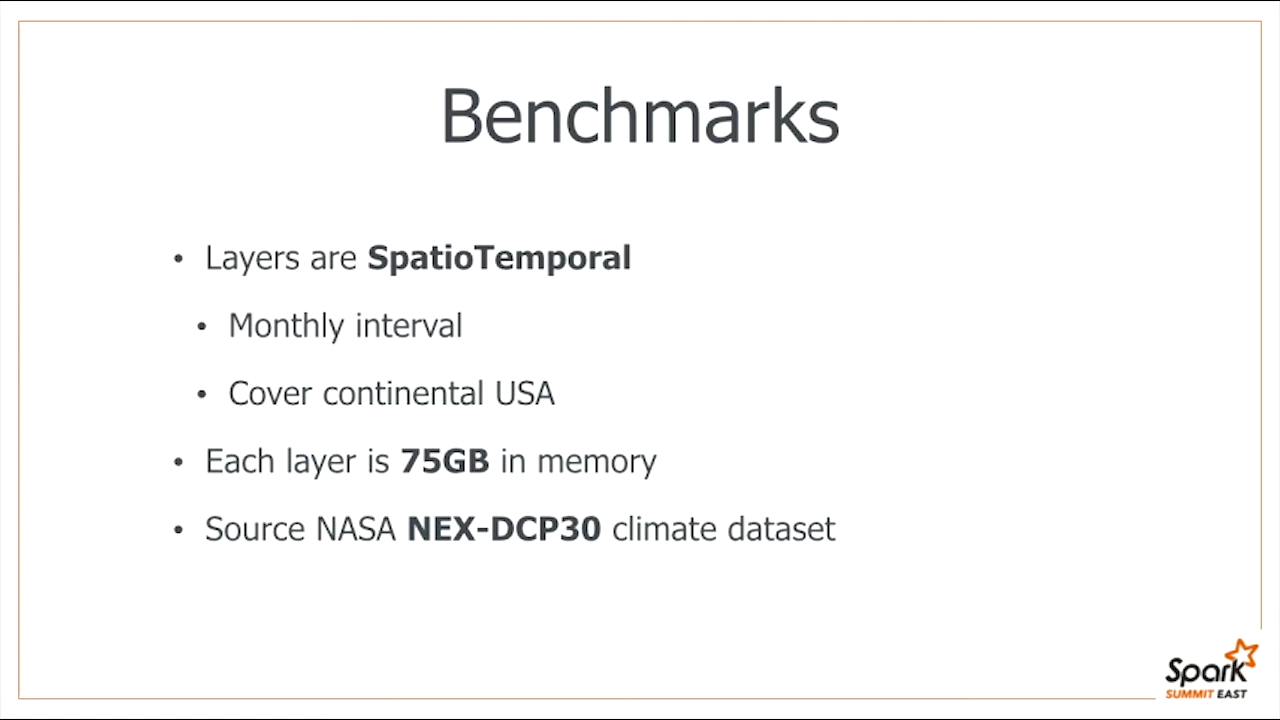 Benchmarks
• Layers are SpatioTemporal
• Monthly interval
• Cover continental USA
• Each layer is 75GB in memory
• Source NASA NEX-DCP30 climate dataset
Spark
SUMMIT EAST